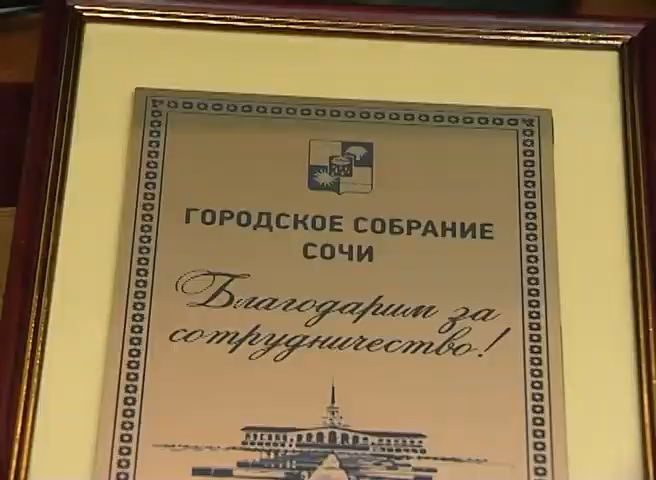 ГОРОДСКОЕ СОБРАНИЕ
СОЧИ
Благодарим за
сотрудничество!